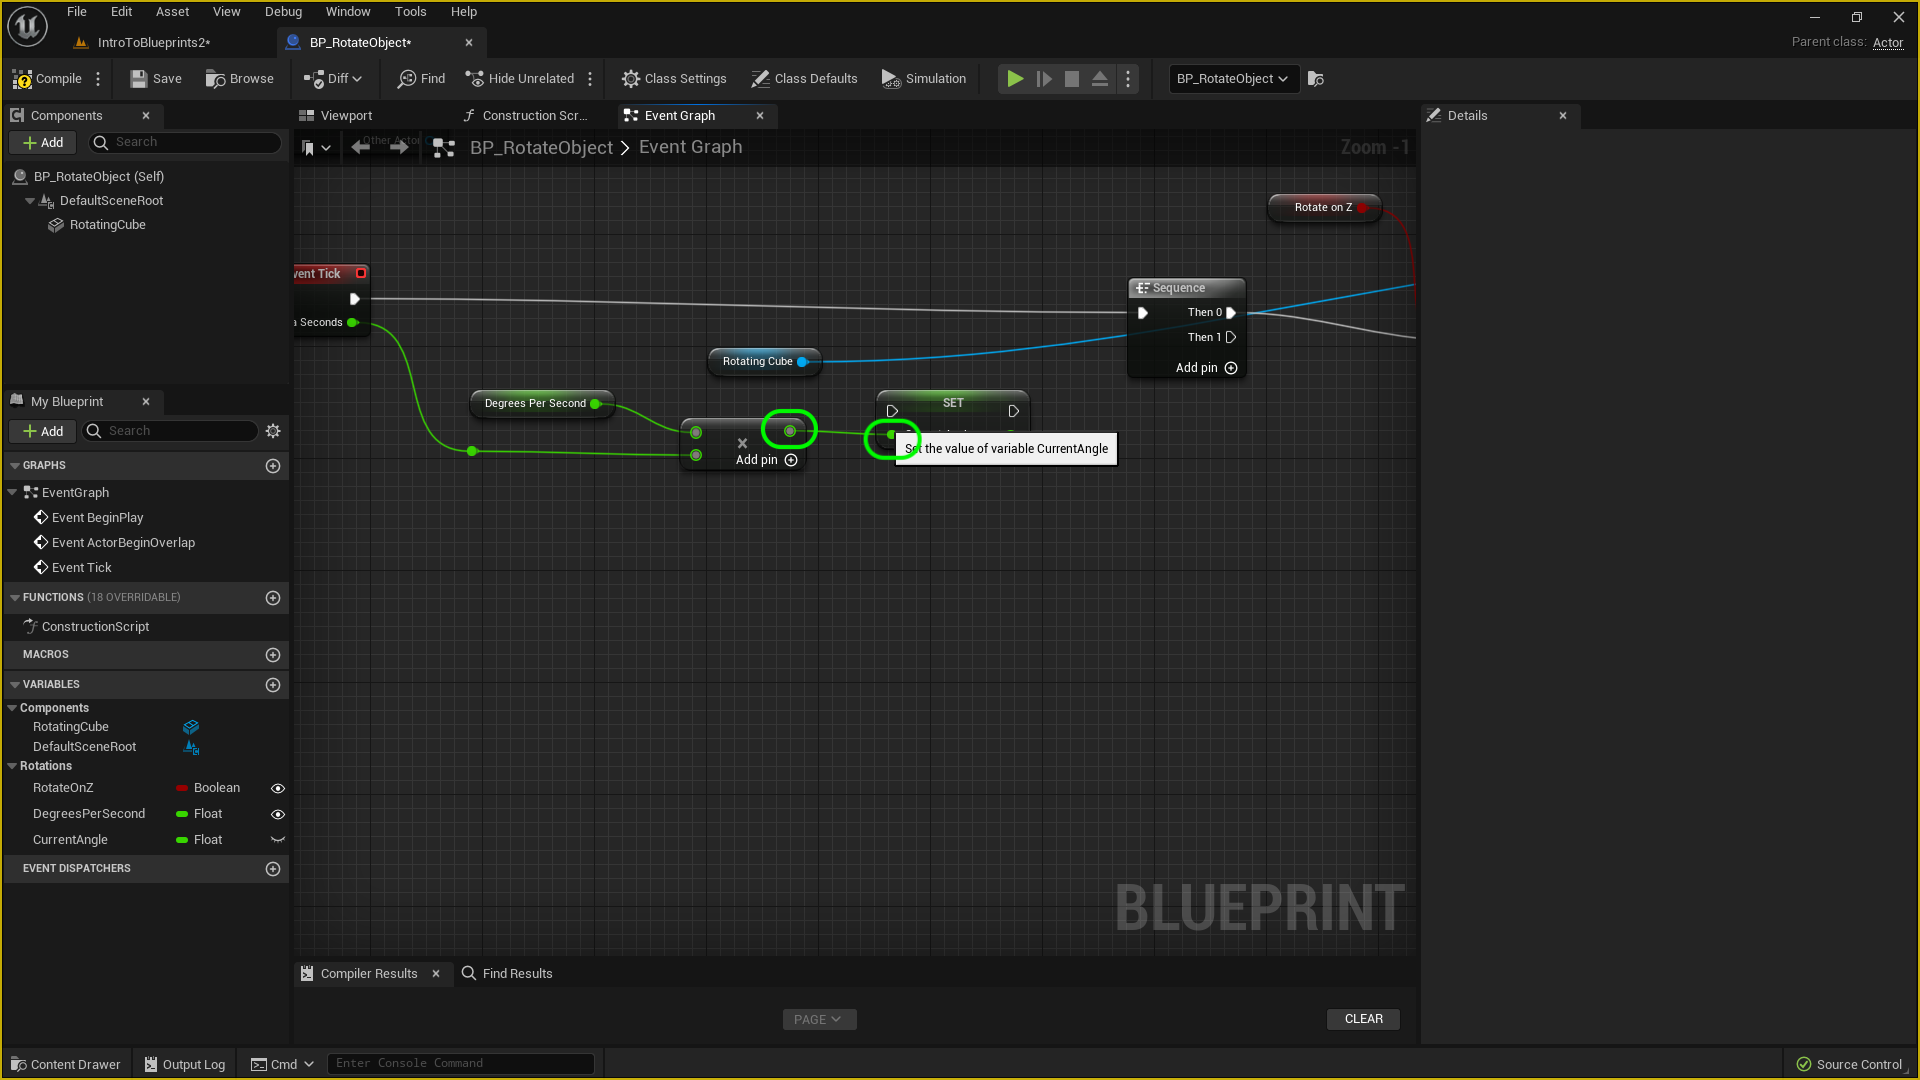 File Edit Asset View Debug Window Tools Help
IntroToBlueprints2*
BP_RotateObject*
Parent class: Actor
Compile
Save
Browse
Diff
Find
Hide Unrelated
Class Settings
Class Defaults
Simulation
BP_RotateObject
Components
Add
Search
BP_RotateObject (Self)
DefaultSceneRoot
RotatingCube
Viewport
Construction Scr...
Event Graph
Other Actor
BP_RotateObject > Event Graph
Zoom -1
Details
Rotate on Z
vent Tick
a Seconds
Sequence
Then 0
Then 1
Add pin
Rotating Cube
Degrees Per Second
SET
Add pin
Set the value of variable CurrentAngle
BLUEPRINT
My Blueprint
Add
Search
GRAPHS
EventGraph
Event BeginPlay
Event ActorBeginOverlap
Event Tick
FUNCTIONS (18 OVERRIDABLE)
ConstructionScript
MACROS
VARIABLES
Components
RotatingCube
DefaultSceneRoot
Rotations
RotateOnZ Boolean
DegreesPerSecond Float
CurrentAngle Float
EVENT DISPATCHERS
Compiler Results
Find Results
PAGE
CLEAR
Content Drawer
Output Log
Cmd
Enter Console Command
Source Control